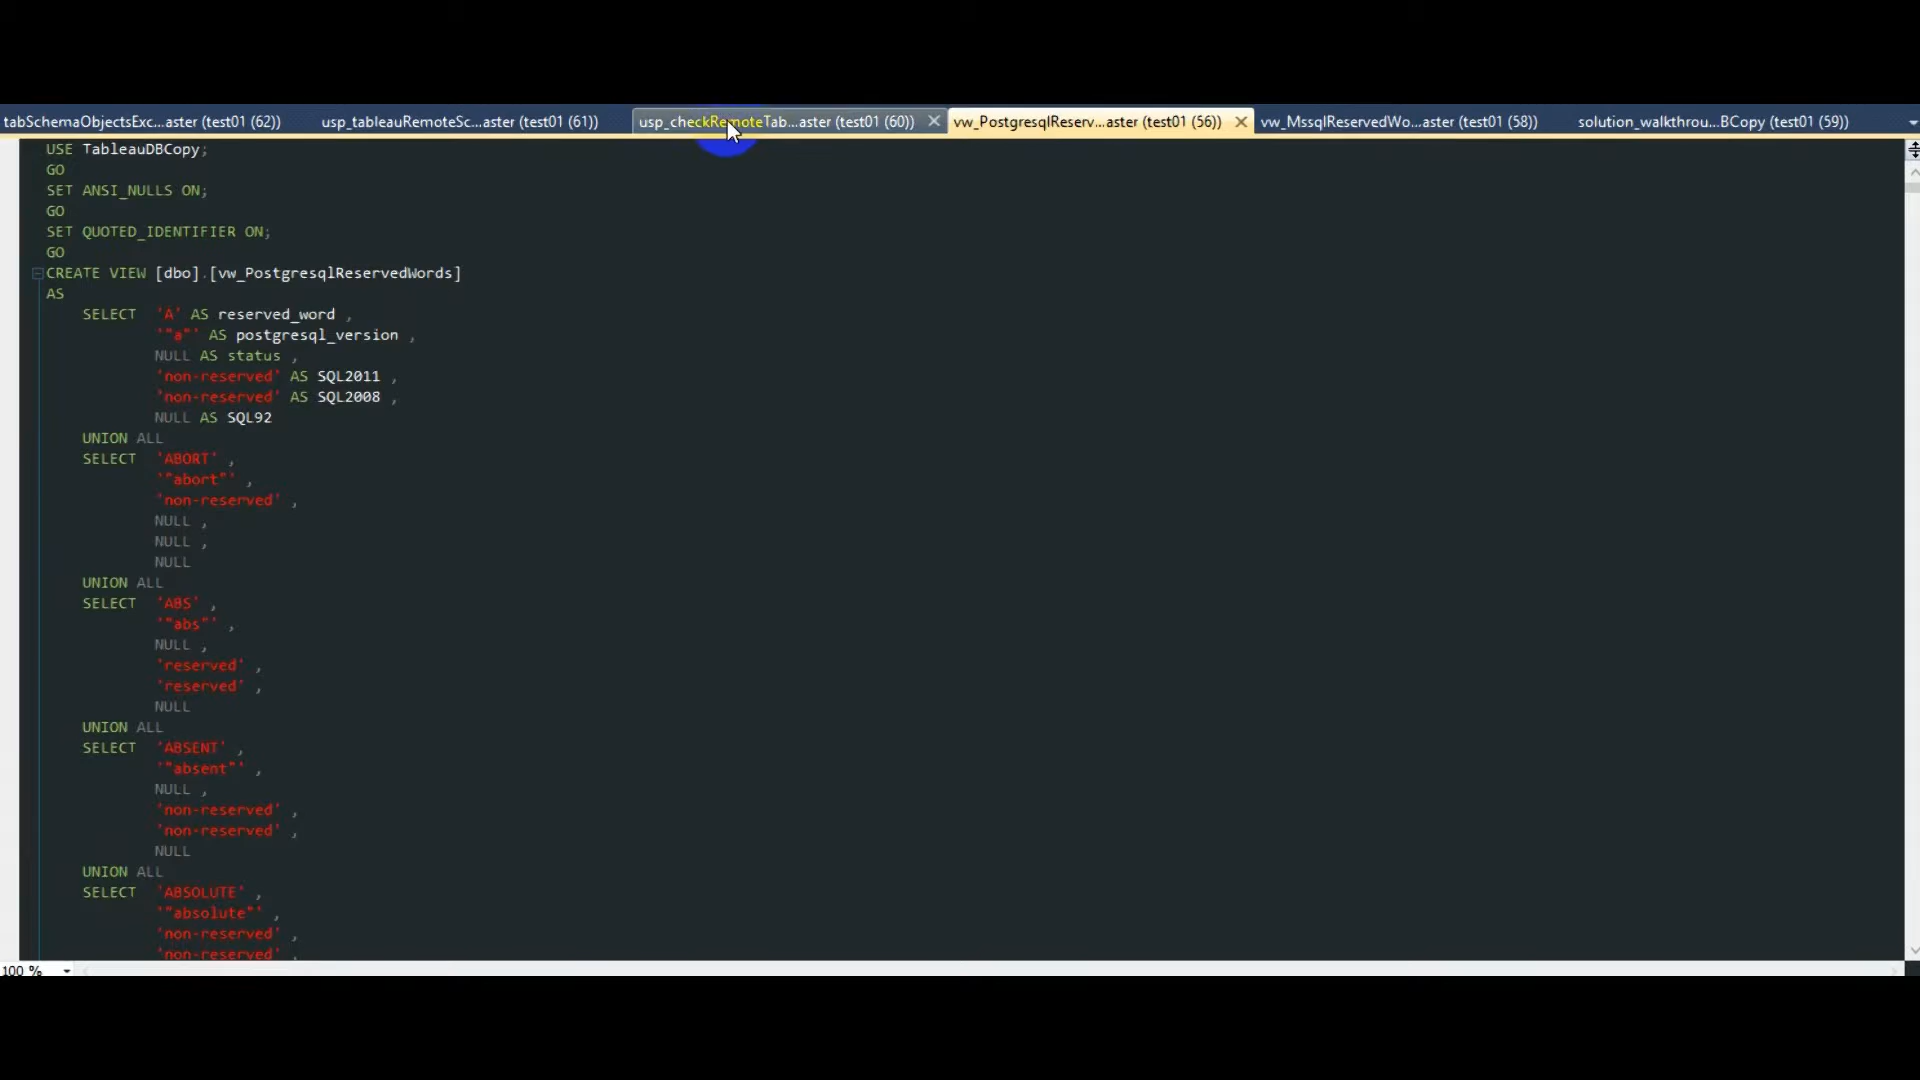 tabSchemaObjectsExc...aster (test01 (62)) usp_tableauRemoteSc...aster (test01 (61)) usp_checkRemoteTab...aster (test01 (60)) vw_PostgresqlReserv...aster (test01 (56)) vw_MssqlReservedWo...aster (test01 (58)) solution_walkthrou...BCopy (test01 (59))
USE TableauDBCopy;
GO
SET ANSI_NULLS ON;
GO
SET QUOTED_IDENTIFIER ON;
GO
CREATE VIEW [dbo].[vw_PostgresqlReservedWords]
AS
SELECT 'A' AS reserved_word ,
'"a"' AS postgresql_version ,
NULL AS status ,
'non-reserved' AS SQL2011 ,
'non-reserved' AS SQL2008 ,
NULL AS SQL92
UNION ALL
SELECT 'ABORT' ,
'"abort"' ,
'non-reserved' ,
NULL ,
NULL ,
NULL
UNION ALL
SELECT 'ABS' ,
'"abs"' ,
NULL ,
'reserved' ,
'reserved' ,
NULL
UNION ALL
SELECT 'ABSENT' ,
'"absent"' ,
NULL ,
'non-reserved' ,
'non-reserved' ,
NULL
UNION ALL
SELECT 'ABSOLUTE' ,
'"absolute"' ,
'non-reserved' ,
'non-reserved' ,
100 %